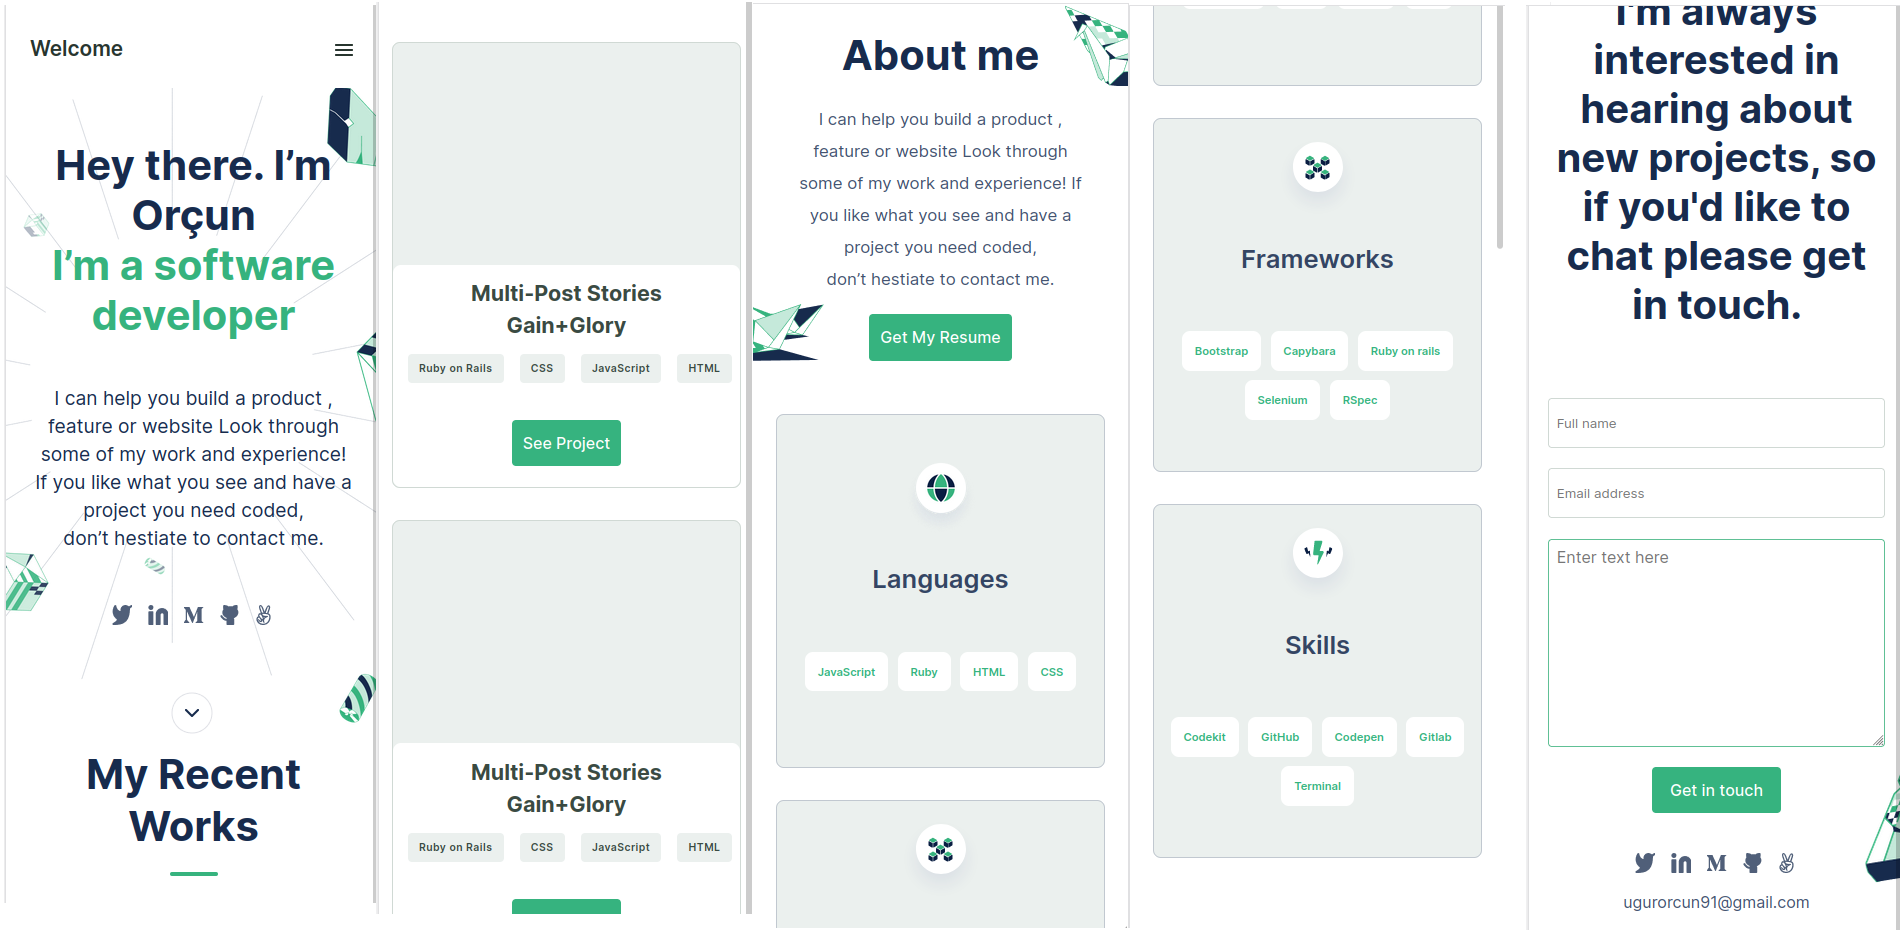 Welcome
Hey there. I’m
Orçun
I’m a software
developer
I can help you build a product ,
feature or website Look through
some of my work and experience!
If you like what you see and have a
project you need coded,
don’t hestiate to contact me.
My Recent
Works
Multi-Post Stories
Gain+Glory
Ruby on Rails CSS JavaScript HTML
See Project
Multi-Post Stories
Gain+Glory
Ruby on Rails CSS JavaScript HTML
About me
I can help you build a product ,
feature or website Look through
some of my work and experience! If
you like what you see and have a
project you need coded,
don’t hestiate to contact me.
Get My Resume
Languages
JavaScript Ruby HTML CSS
Frameworks
Bootstrap Capybara Ruby on rails
Selenium RSpec
Skills
Codekit GitHub Codepen Gitlab
Terminal
I'm always
interested in
hearing about
new projects, so
if you'd like to
chat please get
in touch.
Full name
Email address
Enter text here
Get in touch
ugurorcun91@gmail.com